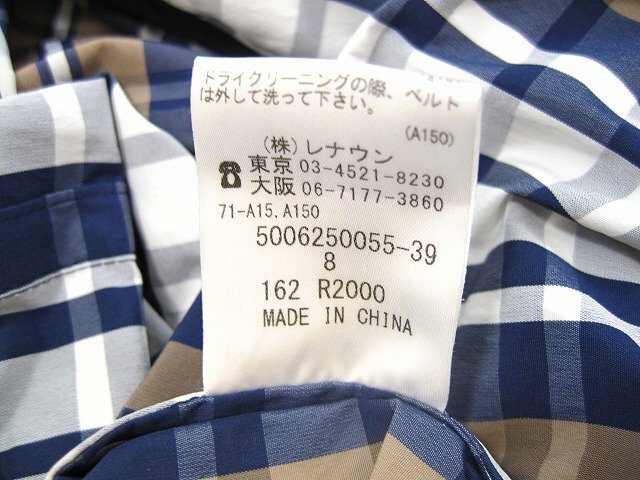 ドライクリーニングの際、ベルト
は外して洗って下さい。
(A150)
(株) レナウン
☎ 東京 03-4521-8230
大阪 06-7177-3860
71-A15, A150
5006250055-39
8
162 R2000
MADE IN CHINA